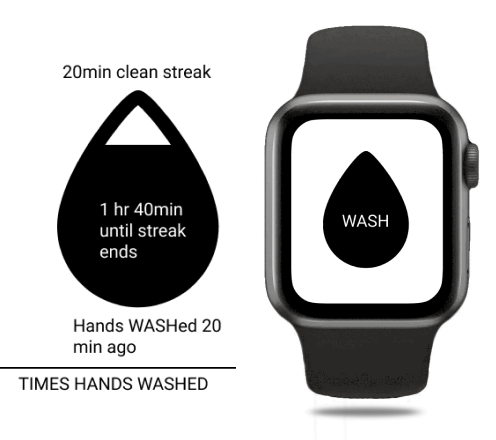 20min clean streak
1 hr 40min
until streak
ends
Hands WASHed 20
min ago
TIMES HANDS WASHED
WASH